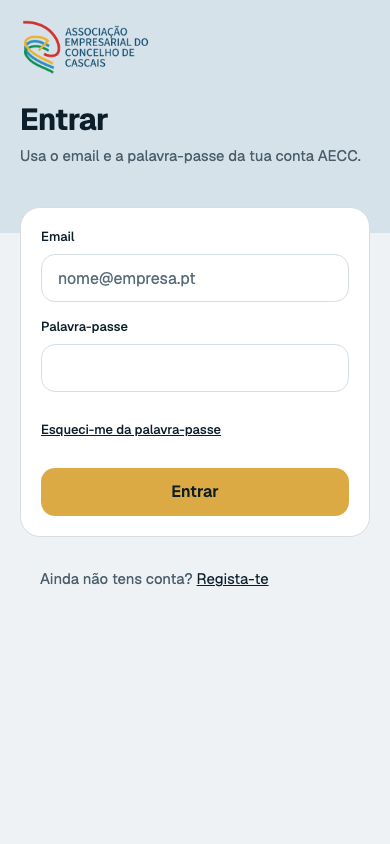 ASSOCIAÇÃO
EMPRESARIAL DO
CONCELHO DE
CASCAIS
Entrar
Usa o email e a palavra-passe da tua conta AECC.
Email
nome@empresa.pt
Palavra-passe
Esqueci-me da palavra-passe
Entrar
Ainda não tens conta? Regista-te